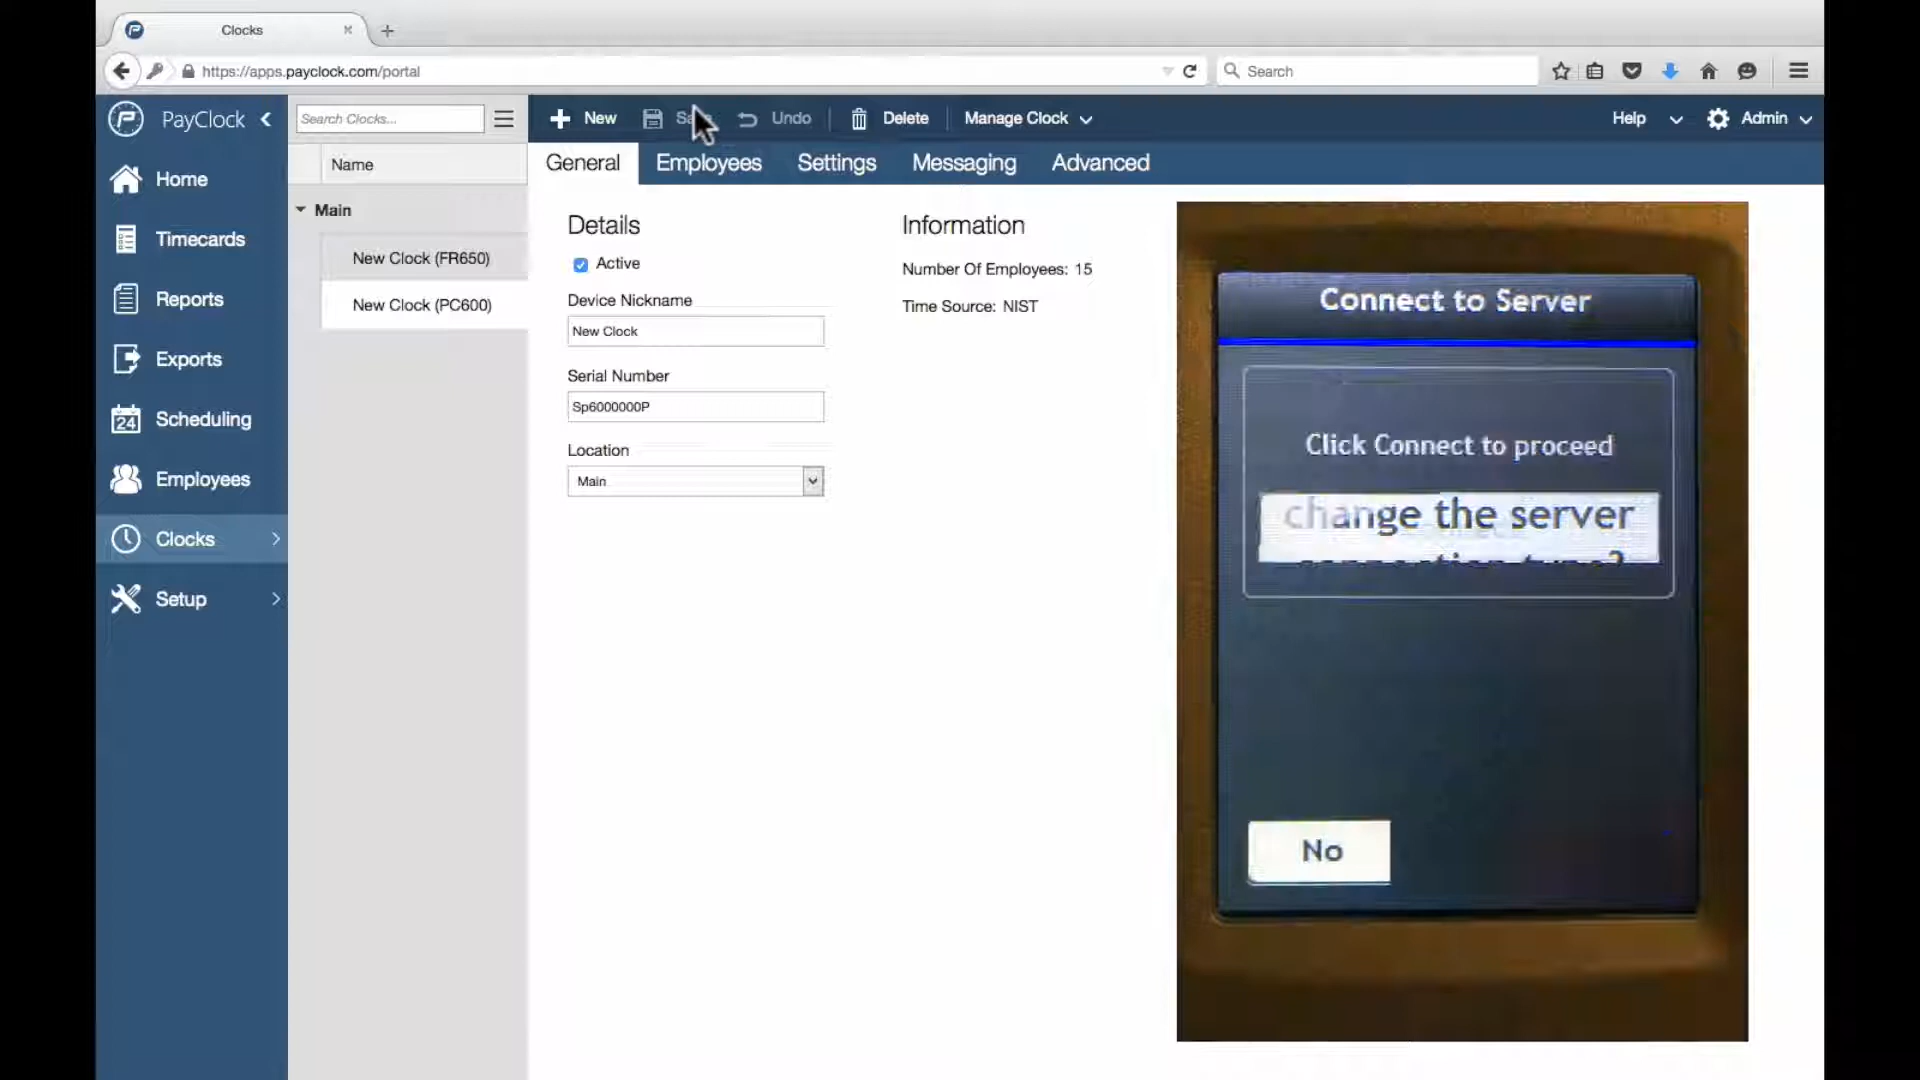 Clocks
https://apps.payclock.com/portal
Search
PayClock
Search Clocks...
New
Undo
Delete
Manage Clock
Help
Admin
General
Employees
Settings
Messaging
Advanced
Home
Timecards
Reports
Exports
24
Scheduling
Employees
Clocks
Setup
Name
Main
New Clock (FR650)
New Clock (PC600)
Details
Active
Device Nickname
New Clock
Serial Number
Sp6000000P
Location
Main
Information
Number Of Employees: 15
Time Source: NIST
Connect to Server
Click Connect to proceed
change the server
No